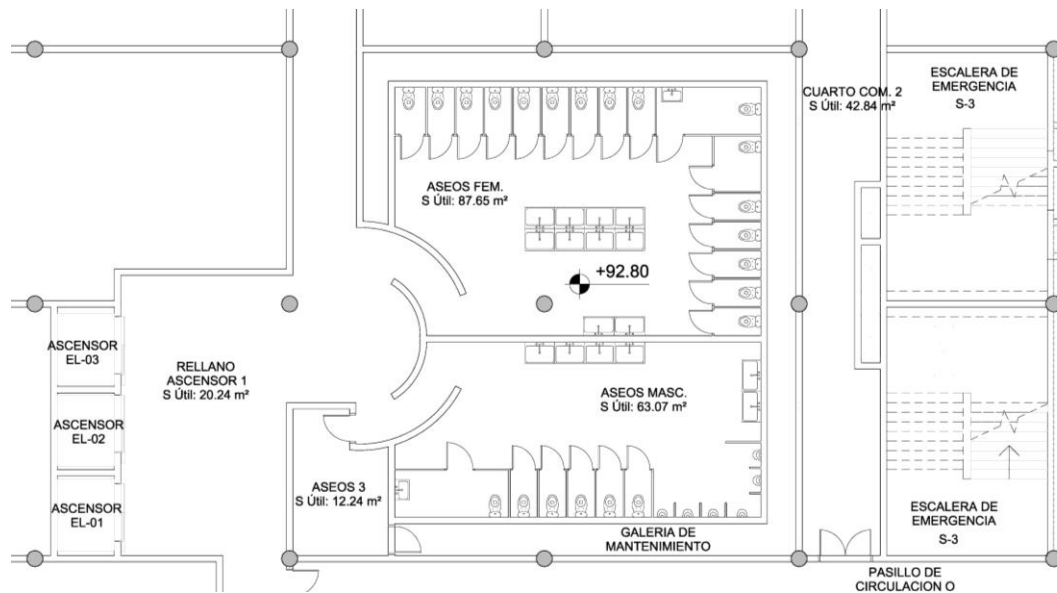 ESCALERA DE
EMERGENCIA
S-3
CUARTO COM. 2
S Útil: 42.84 m²
ASEOS FEM.
S Útil: 87.65 m²
+92.80
ASCENSOR
EL-03
RELLANO
ASCENSOR 1
S Útil: 20.24 m²
ASEOS MASC.
S Útil: 63.07 m²
ASCENSOR
EL-02
ASEOS 3
S Útil: 12.24 m²
ASCENSOR
EL-01
GALERIA DE
MANTENIMIENTO
ESCALERA DE
EMERGENCIA
S-3
PASILLO DE
CIRCULACION O